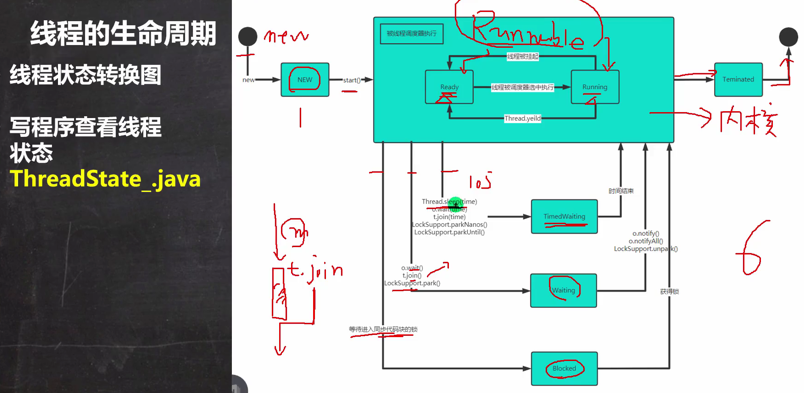 线程的生命周期
线程状态转换图
写程序查看线程
状态
ThreadState_.java
new
new
NEW
start()
1
被线程调度器执行
Runnable
线程被挂起
Ready
线程被调度器选中执行
Running
Thread.yeild
Teminated
内核
10s
Thread.sleep(time)
o.wait(time)
t.join(time)
LockSupport.parkNanos()
LockSupport.parkUntil()
TimedWaiting
时间结束
o.notify()
o.notifyAll()
LockSupport.unpark()
6
t.join
o.wait()
t.join()
LockSupport.park()
Waiting
获得锁
等待进入同步代码块的锁
Blocked